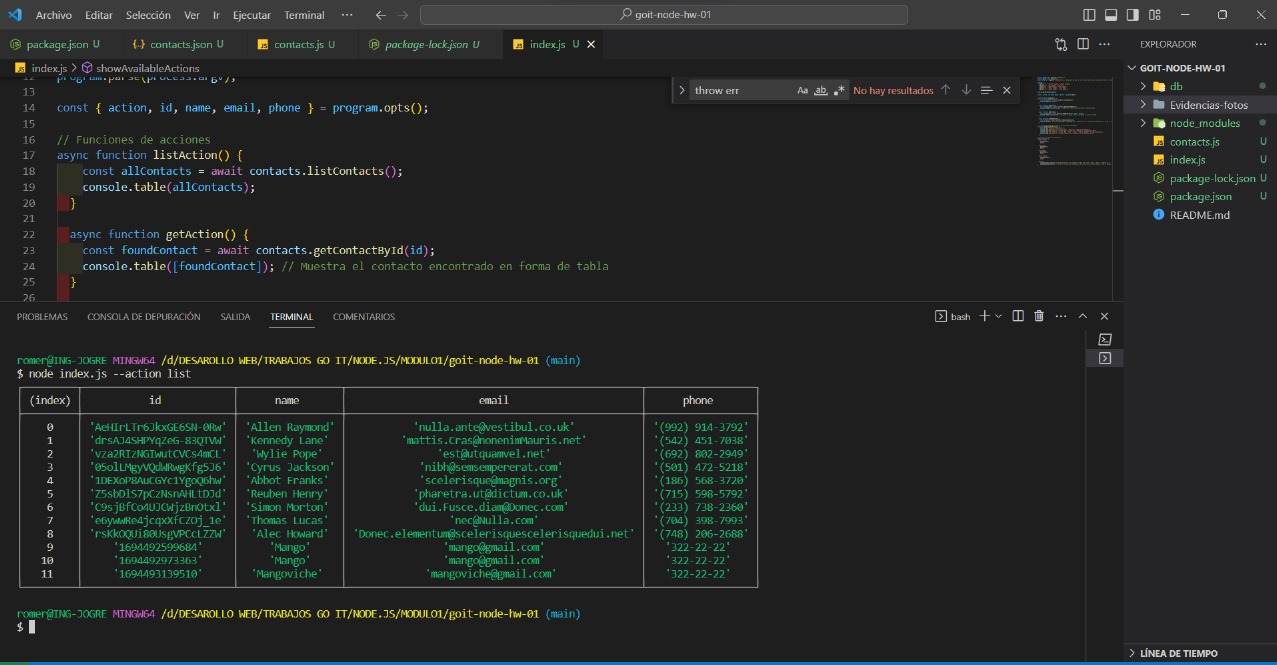 Archivo Editar Selección Ver Ir Ejecutar Terminal ··· goit-node-hw-01
package.json U contacts.json U contacts.js U package-lock.json U index.js U
index.js > showAvailableActions
12 program.parse(process.argv);
13
14 const { action, id, name, email, phone } = program.opts();
15
16 // Funciones de acciones
17 async function listAction() {
18 const allContacts = await contacts.listContacts();
19 console.table(allContacts);
20 }
21
22 async function getAction() {
23 const foundContact = await contacts.getContactById(id);
24 console.table([foundContact]); // Muestra el contacto encontrado en forma de tabla
25 }
26
throw err Aa ab .* No hay resultados
EXPLORADOR ···
GOIT-NODE-HW-01
db
Evidencias-fotos
node_modules
contacts.js U
index.js U
package-lock.json U
package.json U
README.md
LÍNEA DE TIEMPO
PROBLEMAS CONSOLA DE DEPURACIÓN SALIDA TERMINAL COMENTARIOS bash
romer@ING-JOGRE MINGW64 /d/DESAROLLO WEB/TRABAJOS GO IT/NODE.JS/MODULO1/goit-node-hw-01 (main)
$ node index.js --action list
(index) id name email phone
0 'AeHIrLTr6JkxGE6SN-0Rw' 'Allen Raymond' 'nulla.ante@vestibul.co.uk' '(992) 914-3792'
1 'drsAJ4SHPYqZeG-83QTVW' 'Kennedy Lane' 'mattis.Cras@nonenimMauris.net' '(542) 451-7038'
2 'vza2RIzNGIwutCVCs4mCL' 'Wylie Pope' 'est@utquamvel.net' '(692) 802-2949'
3 '05olLMgyVQdWRwgKfg5J6' 'Cyrus Jackson' 'nibh@semsempererat.com' '(501) 472-5218'
4 '1DEXoP8AuCGYc1YgoQ6hw' 'Abbot Franks' 'scelerisque@magnis.org' '(186) 568-3720'
5 'Z5sbDlS7pCzNsnAHLtDJd' 'Reuben Henry' 'pharetra.ut@dictum.co.uk' '(715) 598-5792'
6 'C9sjBfCo4UJCWjzBnOtxl' 'Simon Morton' 'dui.Fusce.diam@Donec.com' '(233) 738-2360'
7 'e6ywwRe4jcqxXfCZOj_1e' 'Thomas Lucas' 'nec@Nulla.com' '(704) 398-7993'
8 'rsKkOQUi80UsgVPCcLZZW' 'Alec Howard' 'Donec.elementum@scelerisquescelerisquedui.net' '(748) 206-2688'
9 '1694492599684' 'Mango' 'mango@gmail.com' '322-22-22'
10 '1694492973363' 'Mango' 'mango@gmail.com' '322-22-22'
11 '1694493139510' 'Mangoviche' 'mangoviche@gmail.com' '322-22-22'
romer@ING-JOGRE MINGW64 /d/DESAROLLO WEB/TRABAJOS GO IT/NODE.JS/MODULO1/goit-node-hw-01 (main)
$